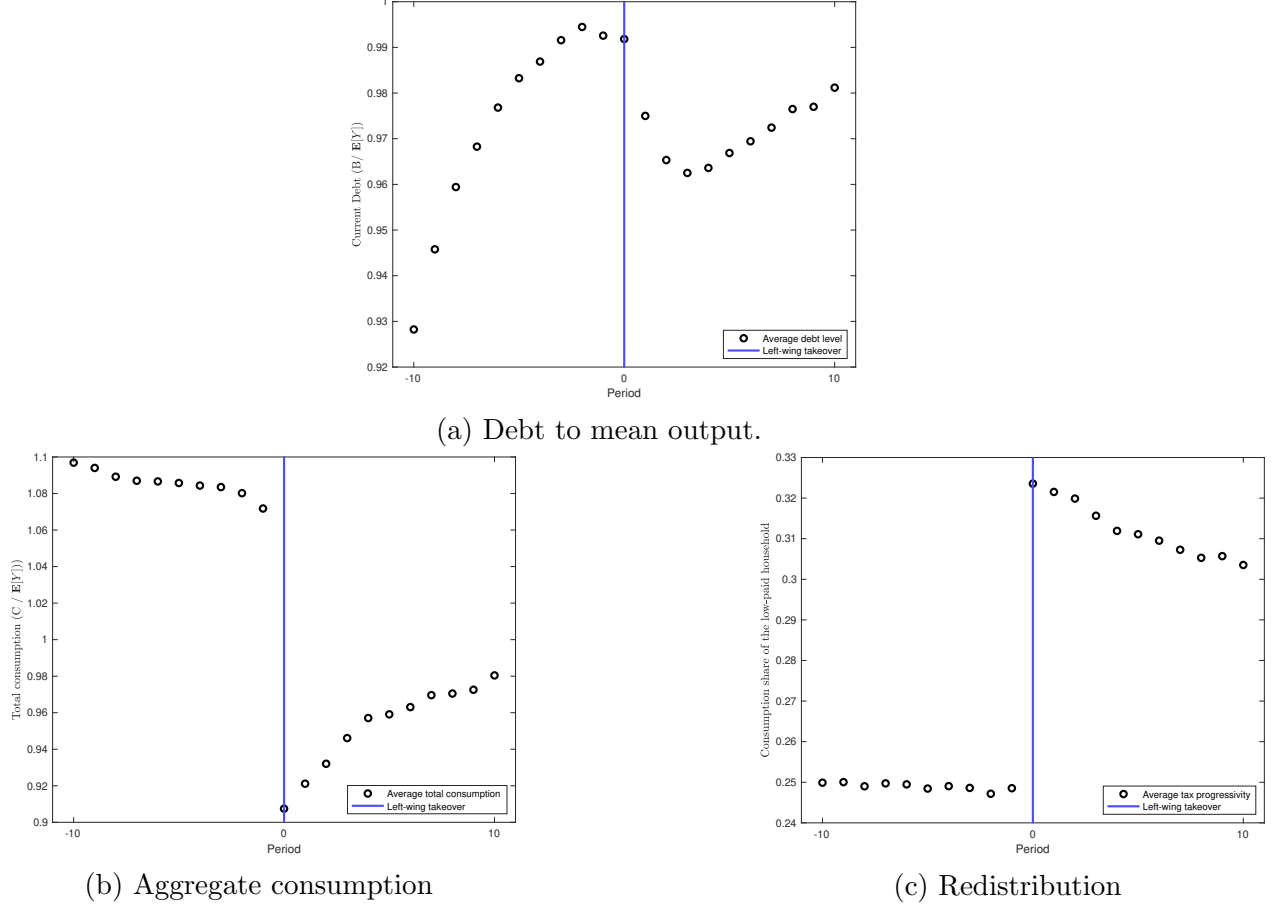 1
0.99
0.98
0.97
0.96
0.95
0.94
0.93
0.92
Current Debt (B/ E[Y])
-10 0 10
Period
Average debt level
Left-wing takeover
(a) Debt to mean output.
1.1
1.08
1.06
1.04
1.02
1
0.98
0.96
0.94
0.92
0.9
Total consumption (C / E[Y]))
-10 0 10
Period
Average total consumption
Left-wing takeover
(b) Aggregate consumption
0.33
0.32
0.31
0.3
0.29
0.28
0.27
0.26
0.25
0.24
Consumption share of the low-paid household
-10 0 10
Period
Average tax progressivity
Left-wing takeover
(c) Redistribution